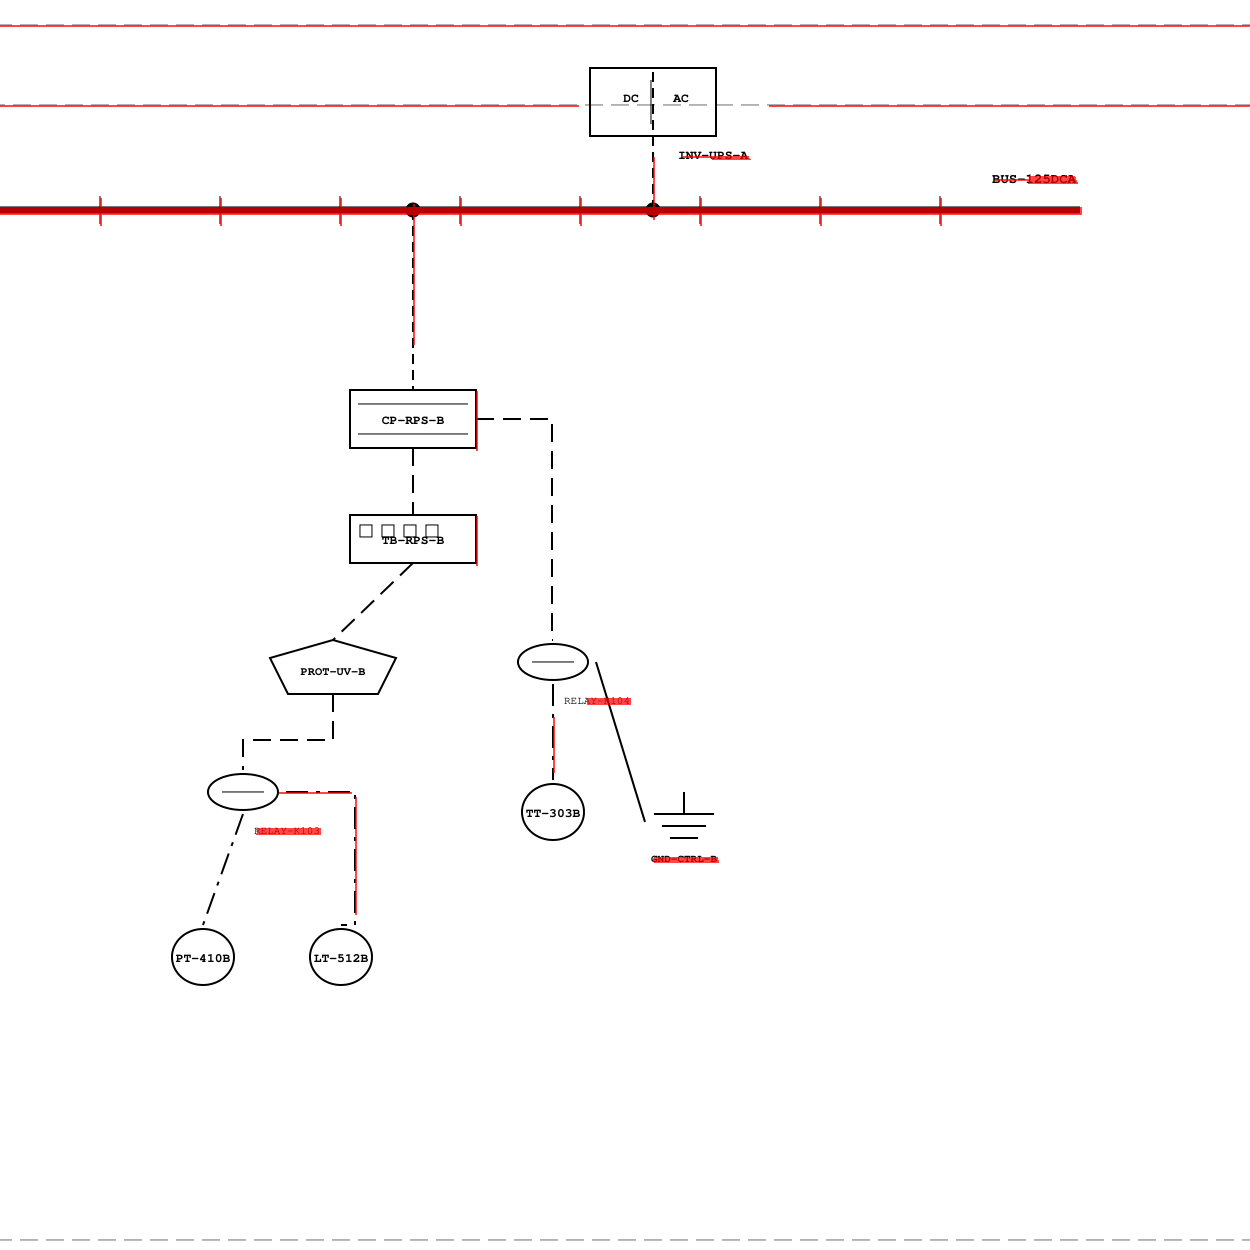 DC AC
INV-UPS-A
BUS-125DCA
CP-RPS-B
TB-RPS-B
PROT-UV-B
RELAY-K104
TT-303B
RELAY-K103
GND-CTRL-B
PT-410B LT-512B